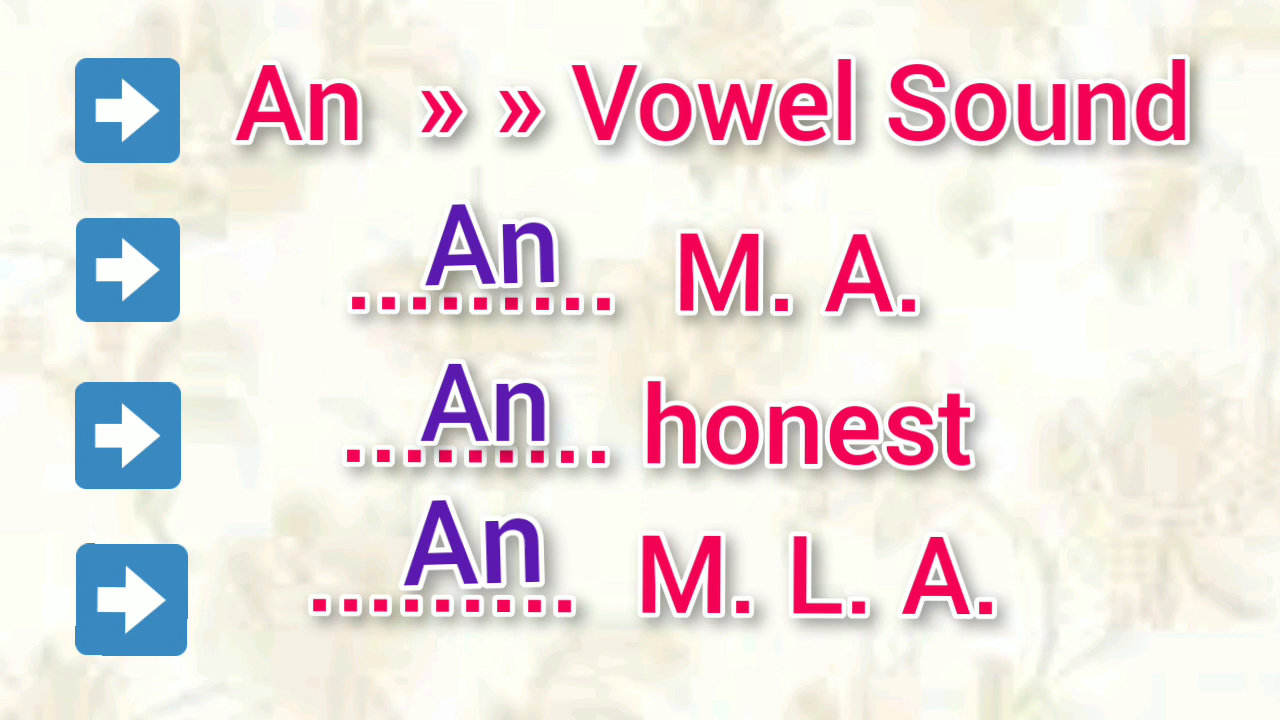 An » » Vowel Sound
An ......... M. A.
An ......... honest
An ......... M. L. A.